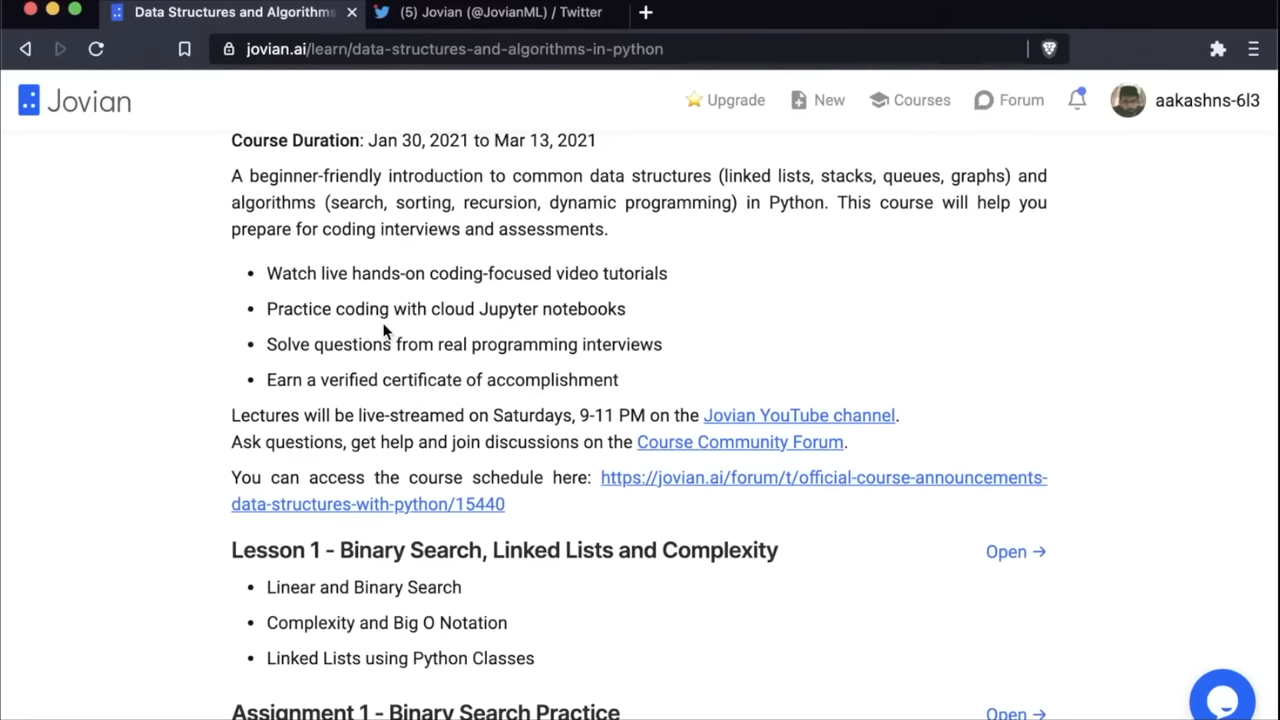 Data Structures and Algorithms
(5) Jovian (@JovianML) / Twitter
jovian.ai/learn/data-structures-and-algorithms-in-python
Jovian
Upgrade
New
Courses
Forum
aakashns-6l3
Course Duration: Jan 30, 2021 to Mar 13, 2021
A beginner-friendly introduction to common data structures (linked lists, stacks, queues, graphs) and
algorithms (search, sorting, recursion, dynamic programming) in Python. This course will help you
prepare for coding interviews and assessments.
• Watch live hands-on coding-focused video tutorials
• Practice coding with cloud Jupyter notebooks
• Solve questions from real programming interviews
• Earn a verified certificate of accomplishment
Lectures will be live-streamed on Saturdays, 9-11 PM on the Jovian YouTube channel.
Ask questions, get help and join discussions on the Course Community Forum.
You can access the course schedule here: https://jovian.ai/forum/t/official-course-announcements-
data-structures-with-python/15440
Lesson 1 - Binary Search, Linked Lists and Complexity
Open →
• Linear and Binary Search
• Complexity and Big O Notation
• Linked Lists using Python Classes
Assignment 1 - Binary Search Practice
Open →